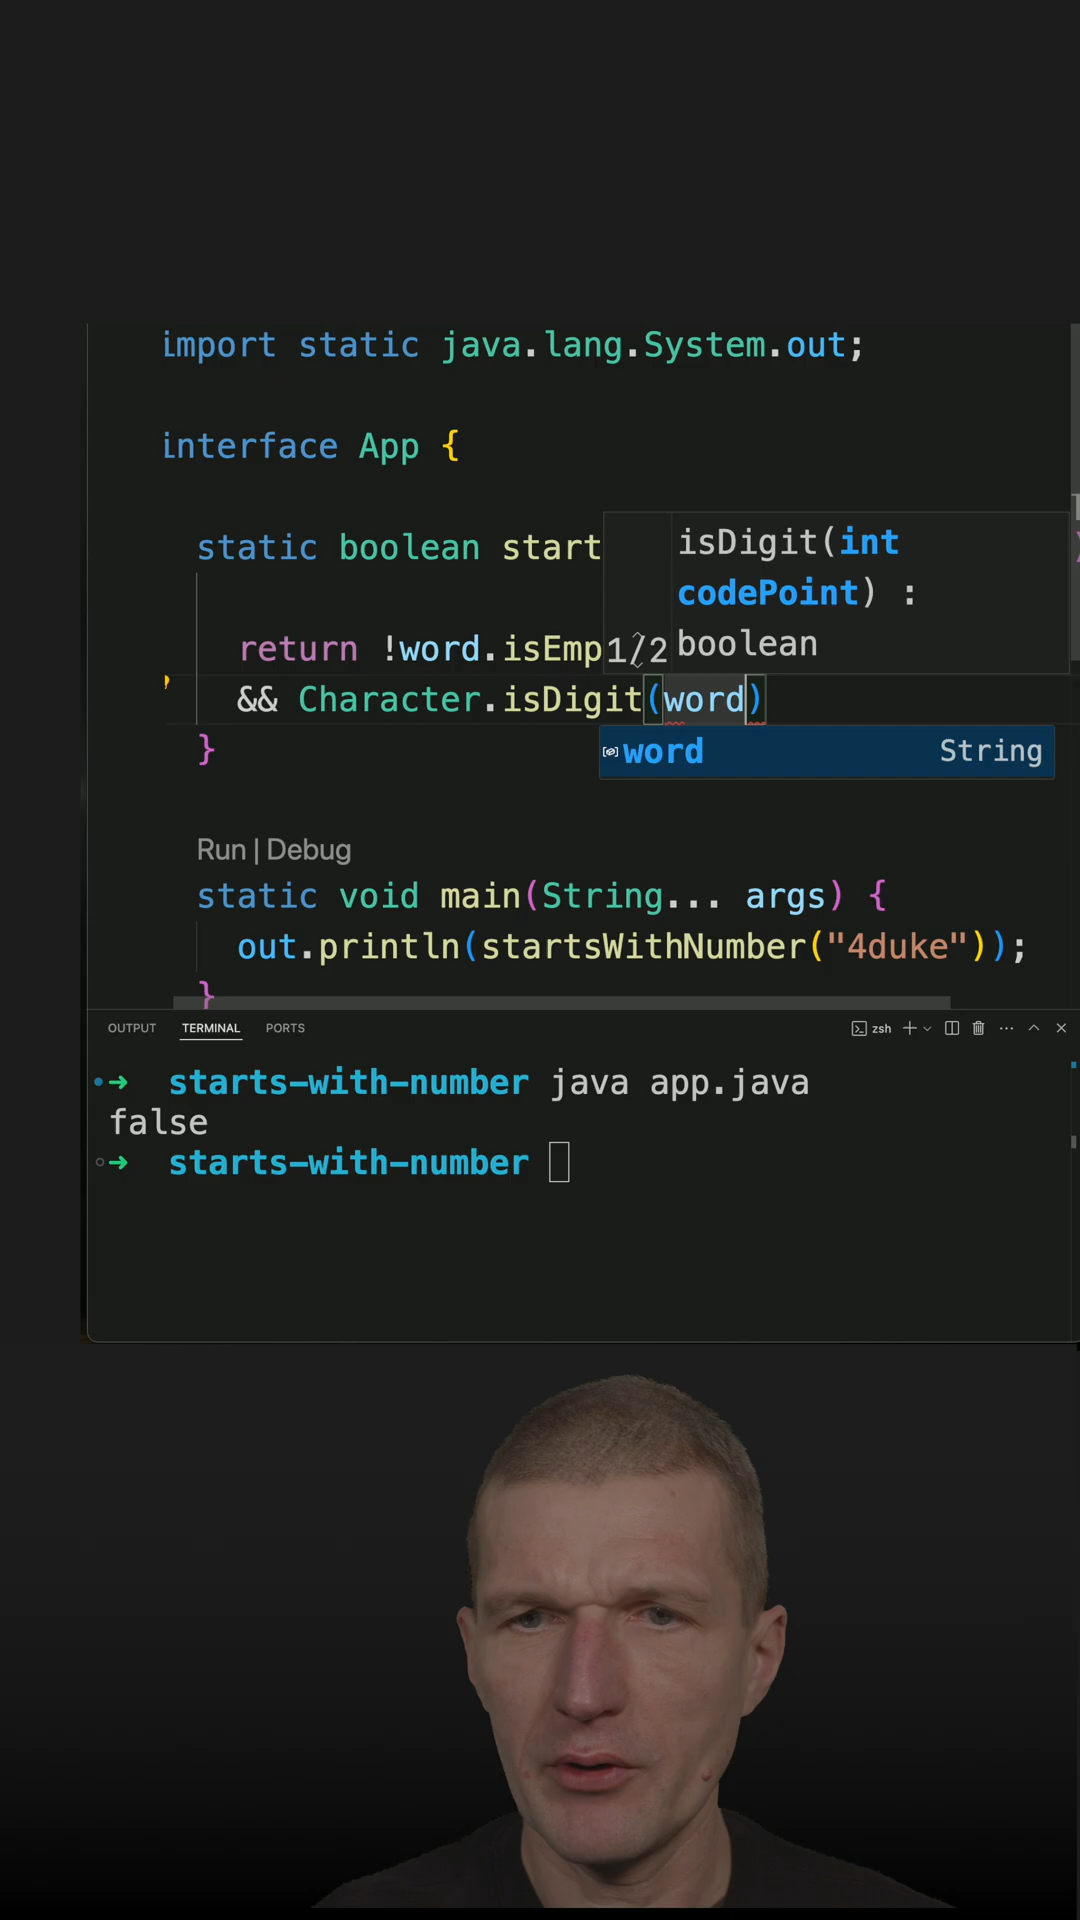 import static java.lang.System.out;
interface App {
static boolean start
isDigit(int
codePoint) :
boolean
1/2
return !word.isEmp
&& Character.isDigit(word)
word String
}
Run | Debug
static void main(String... args) {
out.println(startsWithNumber("4duke"));
}
OUTPUT TERMINAL PORTS zsh
➜ starts-with-number java app.java
false
➜ starts-with-number